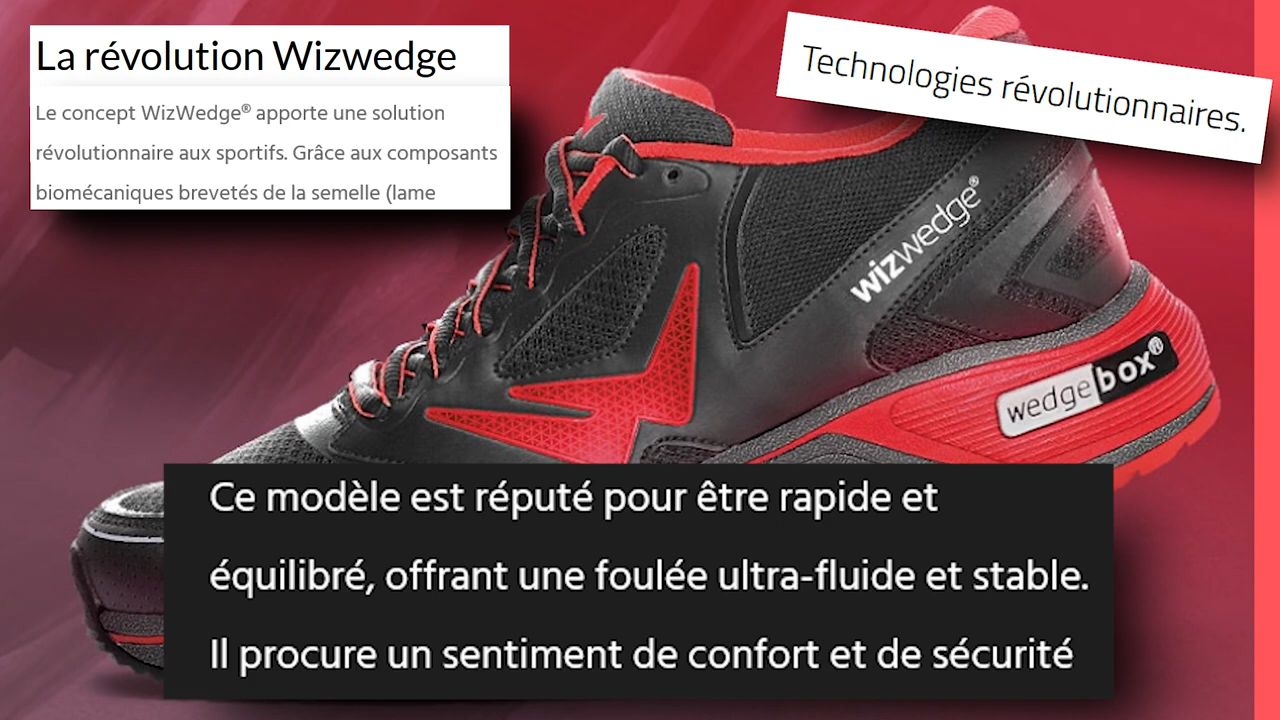 La révolution Wizwedge
Le concept WizWedge® apporte une solution
révolutionnaire aux sportifs. Grâce aux composants
biomécaniques brevetés de la semelle (lame
Technologies révolutionnaires.
wizwedge®
wedgebox®
Ce modèle est réputé pour être rapide et
équilibré, offrant une foulée ultra-fluide et stable.
Il procure un sentiment de confort et de sécurité